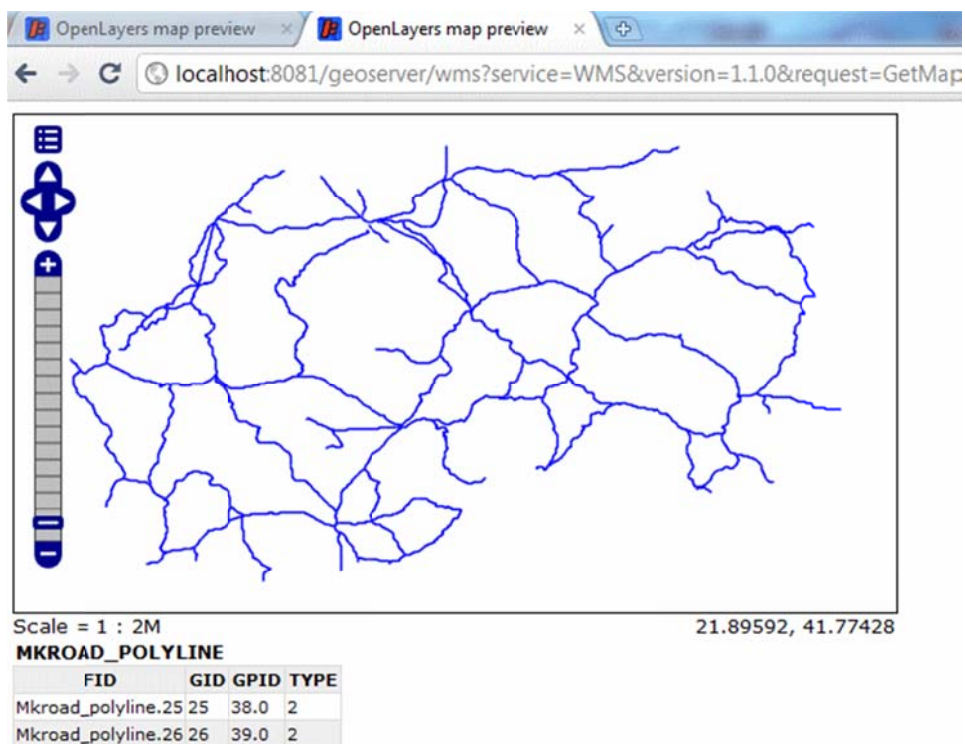 OpenLayers map preview × OpenLayers map preview ×
localhost:8081/geoserver/wms?service=WMS&version=1.1.0&request=GetMap
Scale = 1 : 2M 21.89592, 41.77428
MKROAD_POLYLINE
FID GID GPID TYPE
Mkroad_polyline.25 25 38.0 2
Mkroad_polyline.26 26 39.0 2